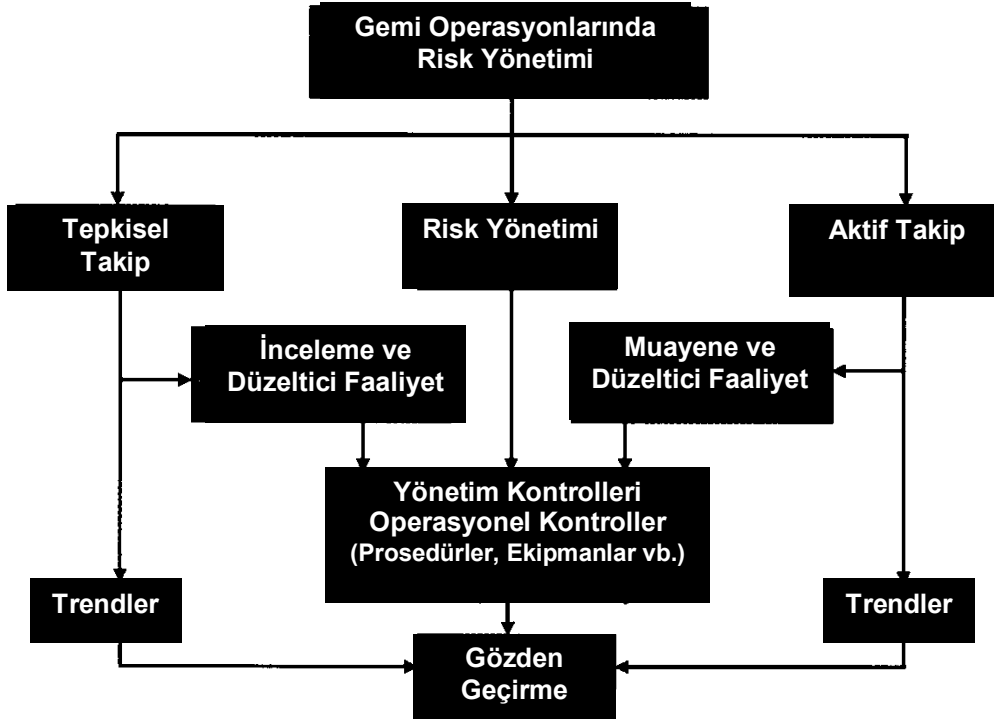 Gemi Operasyonlarında
Risk Yönetimi
Tepkisel
Takip
Risk Yönetimi
Aktif Takip
İnceleme ve
Düzeltici Faaliyet
Muayene ve
Düzeltici Faaliyet
Yönetim Kontrolleri
Operasyonel Kontroller
(Prosedürler, Ekipmanlar vb.)
Trendler
Trendler
Gözden
Geçirme